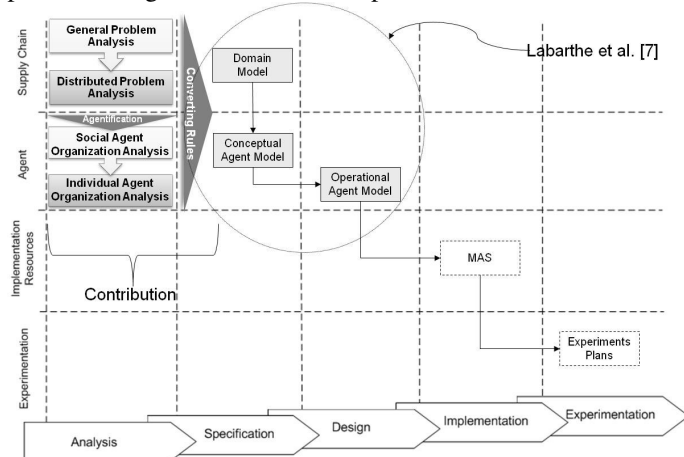 General Problem
Analysis
Distributed Problem
Analysis
Agentification
Social Agent
Organization Analysis
Individual Agent
Organization Analysis
Converting Rules
Domain
Model
Conceptual
Agent Model
Operational
Agent Model
Labarthe et al. [7]
MAS
Experiments
Plans
Contribution
Supply Chain
Agent
Implementation
Resources
Experimentation
Analysis
Specification
Design
Implementation
Experimentation